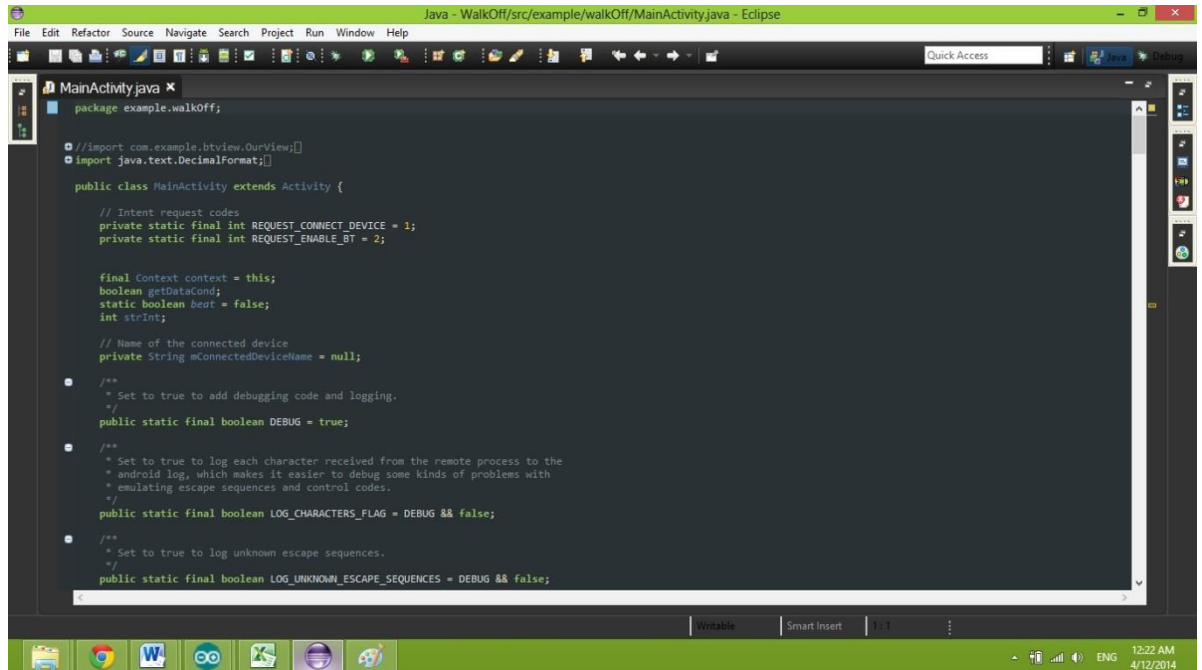 Java - WalkOff/src/example/walkOff/MainActivity.java - Eclipse
File Edit Refactor Source Navigate Search Project Run Window Help
Quick Access
Java
Debug
MainActivity.java
package example.walkOff;
//import com.example.btview.OurView;
import java.text.DecimalFormat;
public class MainActivity extends Activity {
// Intent request codes
private static final int REQUEST_CONNECT_DEVICE = 1;
private static final int REQUEST_ENABLE_BT = 2;
final Context context = this;
boolean getDataCond;
static boolean beat = false;
int strInt;
// Name of the connected device
private String mConnectedDeviceName = null;
/**
* Set to true to add debugging code and logging.
*/
public static final boolean DEBUG = true;
/**
* Set to true to log each character received from the remote process to the
* android log, which makes it easier to debug some kinds of problems with
* emulating escape sequences and control codes.
*/
public static final boolean LOG_CHARACTERS_FLAG = DEBUG && false;
/**
* Set to true to log unknown escape sequences.
*/
public static final boolean LOG_UNKNOWN_ESCAPE_SEQUENCES = DEBUG && false;
Writable
Smart Insert
1 : 1
ENG
12:22 AM
4/12/2014